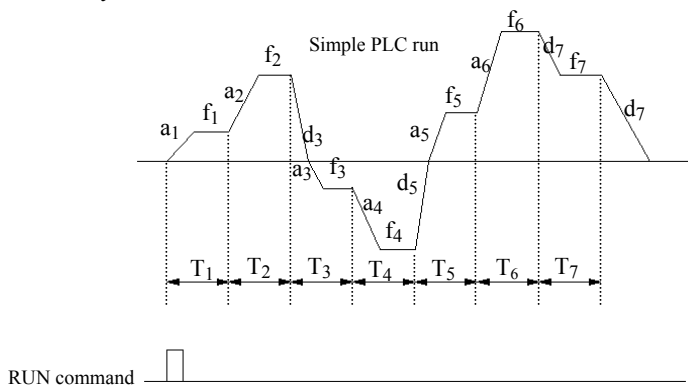 Simple PLC run
a1 f1 a2 f2 d3 a3 f3 a4 f4 d5 a5 f5 a6 f6 d7 f7 d7
T1 T2 T3 T4 T5 T6 T7
RUN command